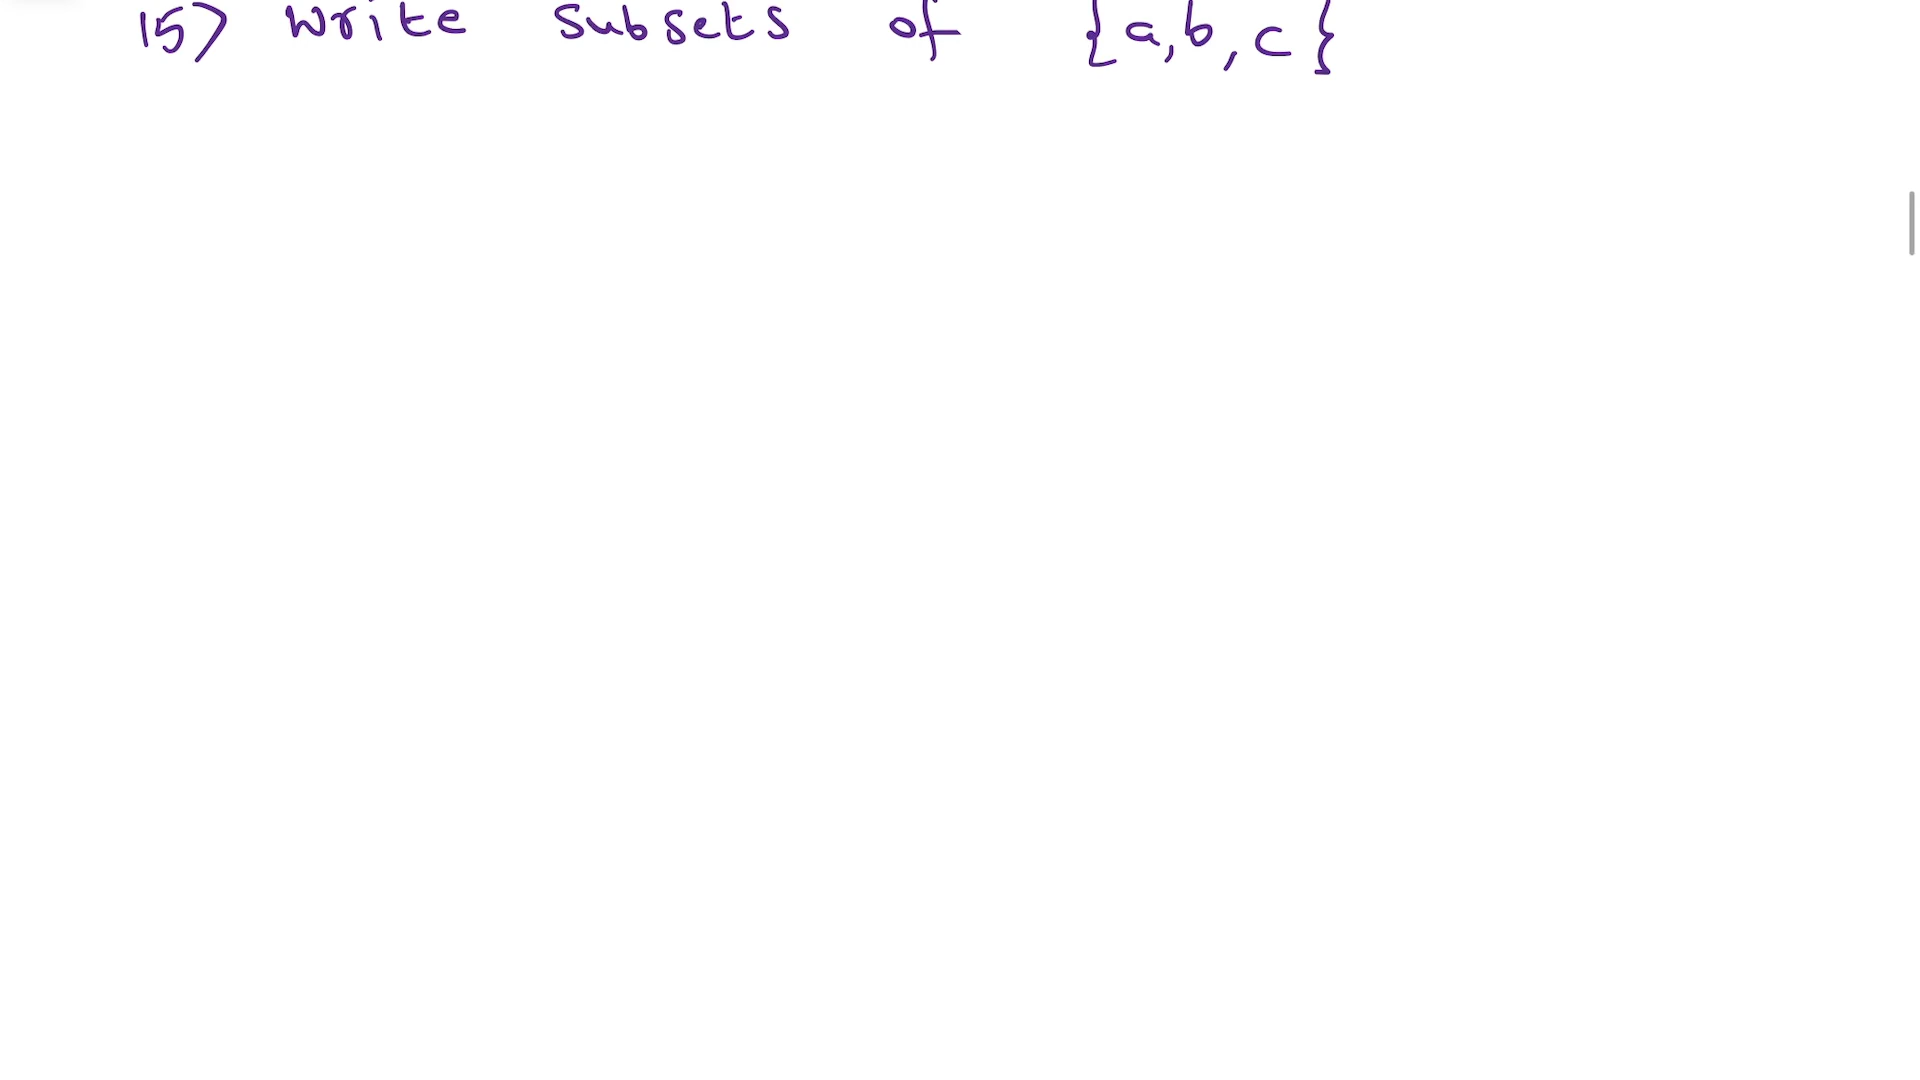 15) Write subsets of {a,b,c}